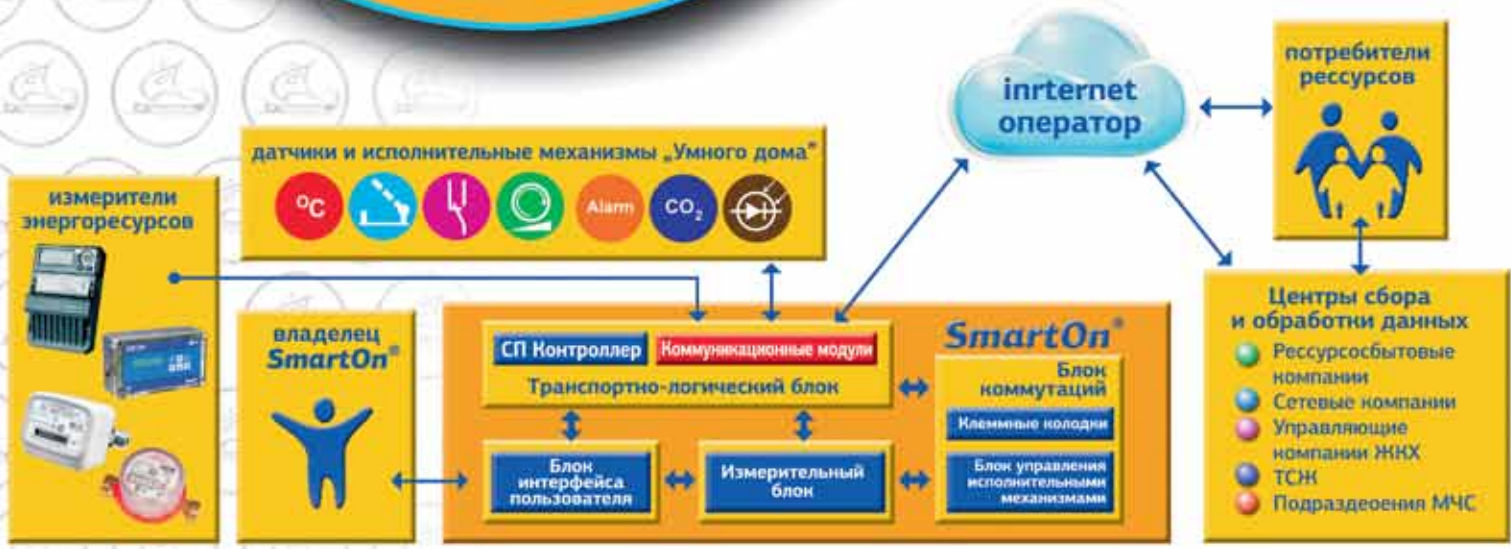 inrternet
оператор
потребители
рессурсов
датчики и исполнительные механизмы „Умного дома"
°C
Alarm
CO₂
измерители
энергоресурсов
владелец
SmartOn®
SmartOn®
СП Контроллер
Коммуникационные модули
Транспортно-логический блок
Блок
коммутаций
Клеммные колодки
Блок управления
исполнительными
механизмами
Блок
интерфейса
пользователя
Измерительный
блок
Центры сбора
и обработки данных
Рессурсосбытовые
компании
Сетевые компании
Управляющие
компании ЖКХ
ТСЖ
Подраздеоения МЧС